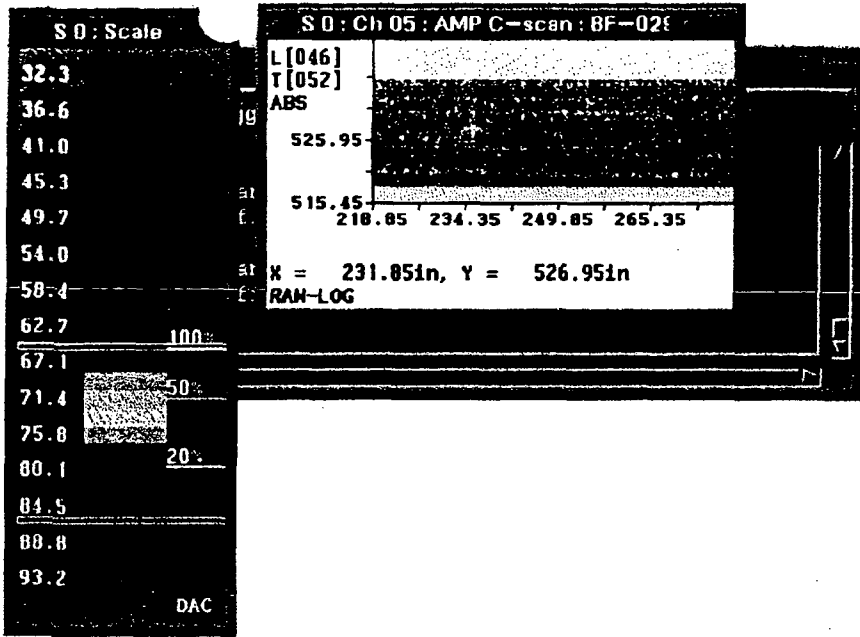 S 0 : Scale
32.3
36.6
41.0
45.3
49.7
54.0
58.4
62.7
67.1
71.4
75.8
80.1
84.5
88.8
93.2
100%
50%
20%
DAC
S 0 : Ch 05 : AMP C-scan : BF-028
L[046]
T[052]
ABS
525.95
515.45
218.85 234.35 249.85 265.35
X = 231.85in, Y = 526.95in
RAW-LOG